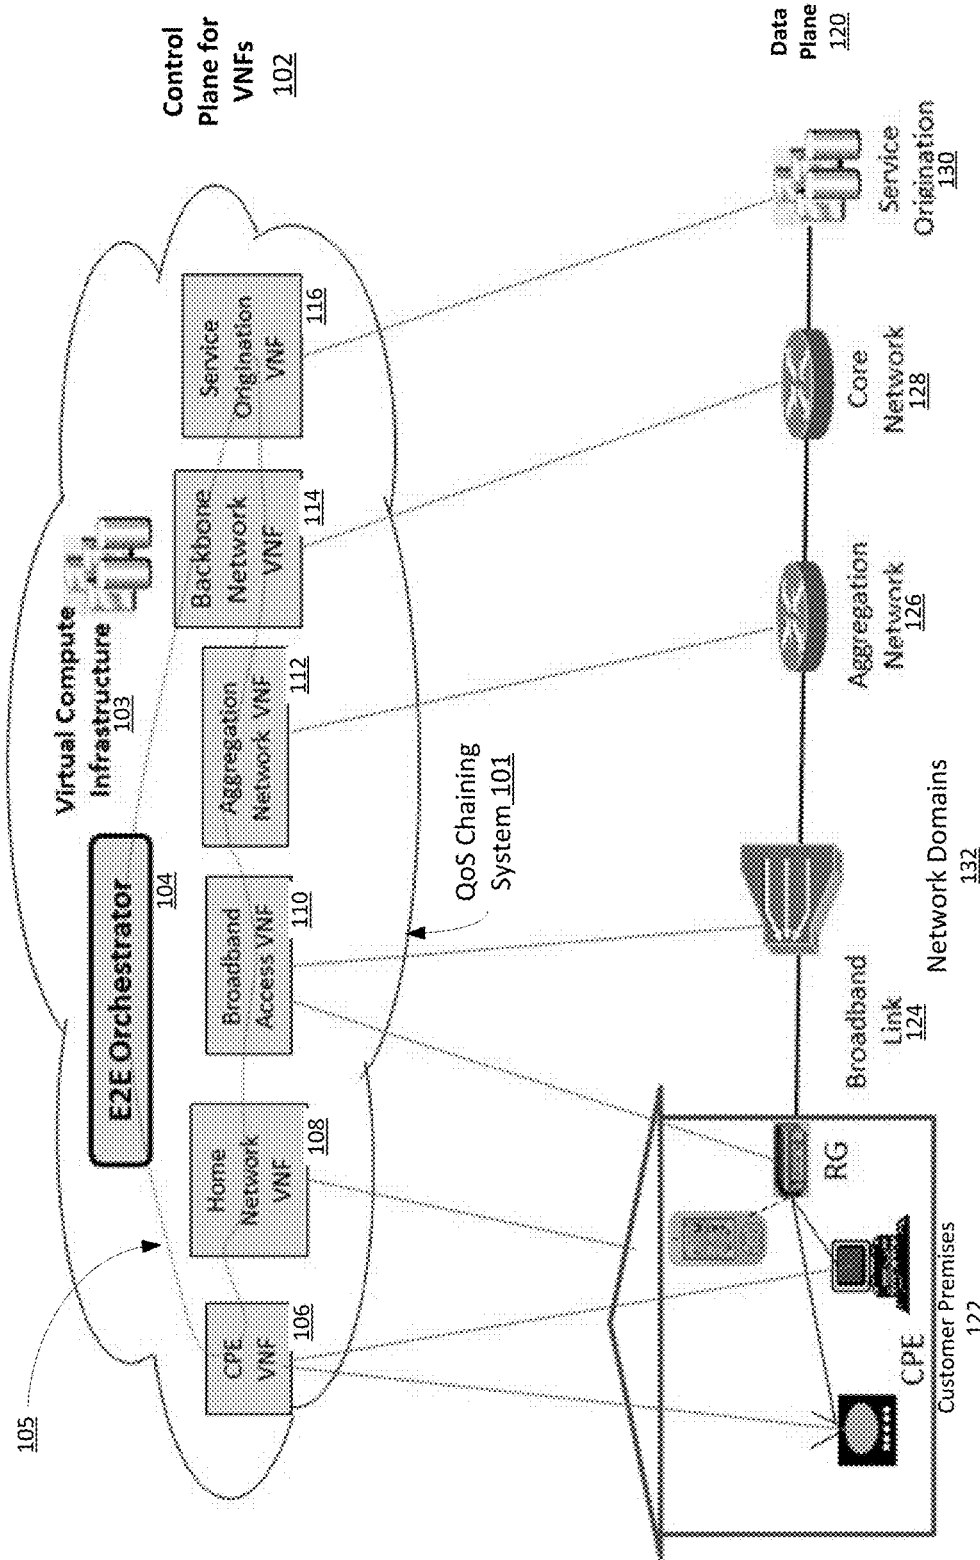 Control
Plane for
VNFs
102
Virtual Compute
Infrastructure
103
E2E Orchestrator
104
105
CPE
VNF
106
Home
Network
VNF
108
Broadband
Access VNF
110
Aggregation
Network VNF
112
Backbone
Network
VNF
114
Service
Origination
VNF
116
QoS Chaining
System 101
Data
Plane
120
CPE
RG
Customer Premises
122
Broadband
Link
124
Network Domains
132
Aggregation
Network
126
Core
Network
128
Service
Origination
130